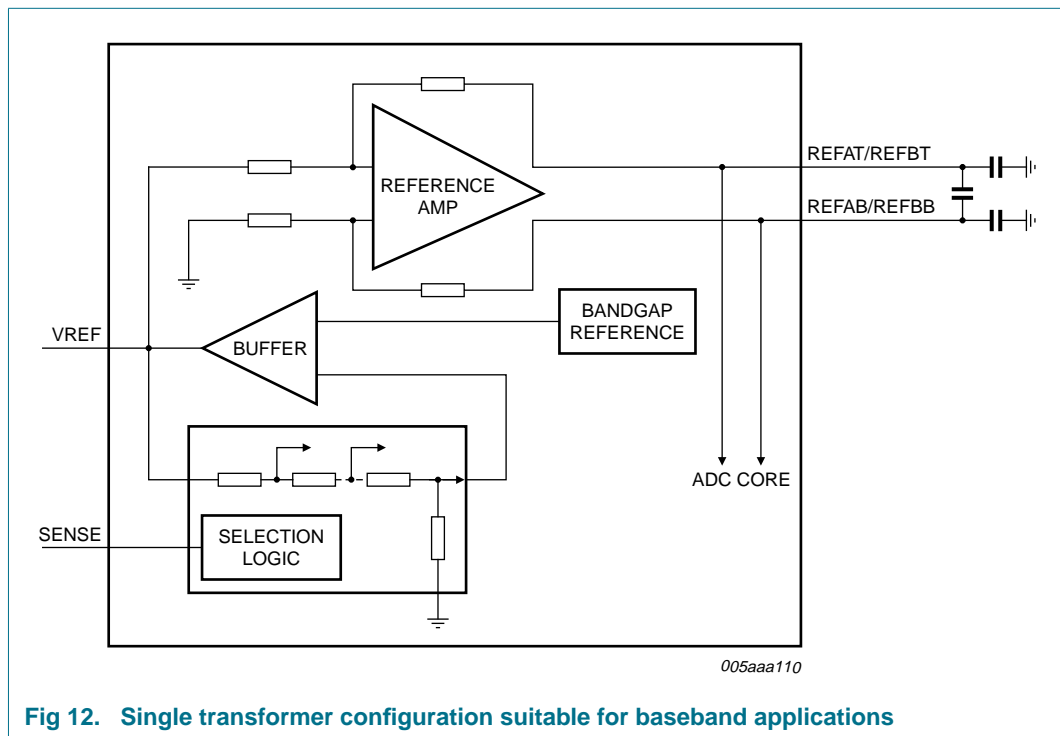 REFAT/REFBT
REFERENCE
AMP
REFAB/REFBB
BANDGAP
REFERENCE
VREF
BUFFER
ADC CORE
SENSE
SELECTION
LOGIC
005aaa110
Fig 12. Single transformer configuration suitable for baseband applications